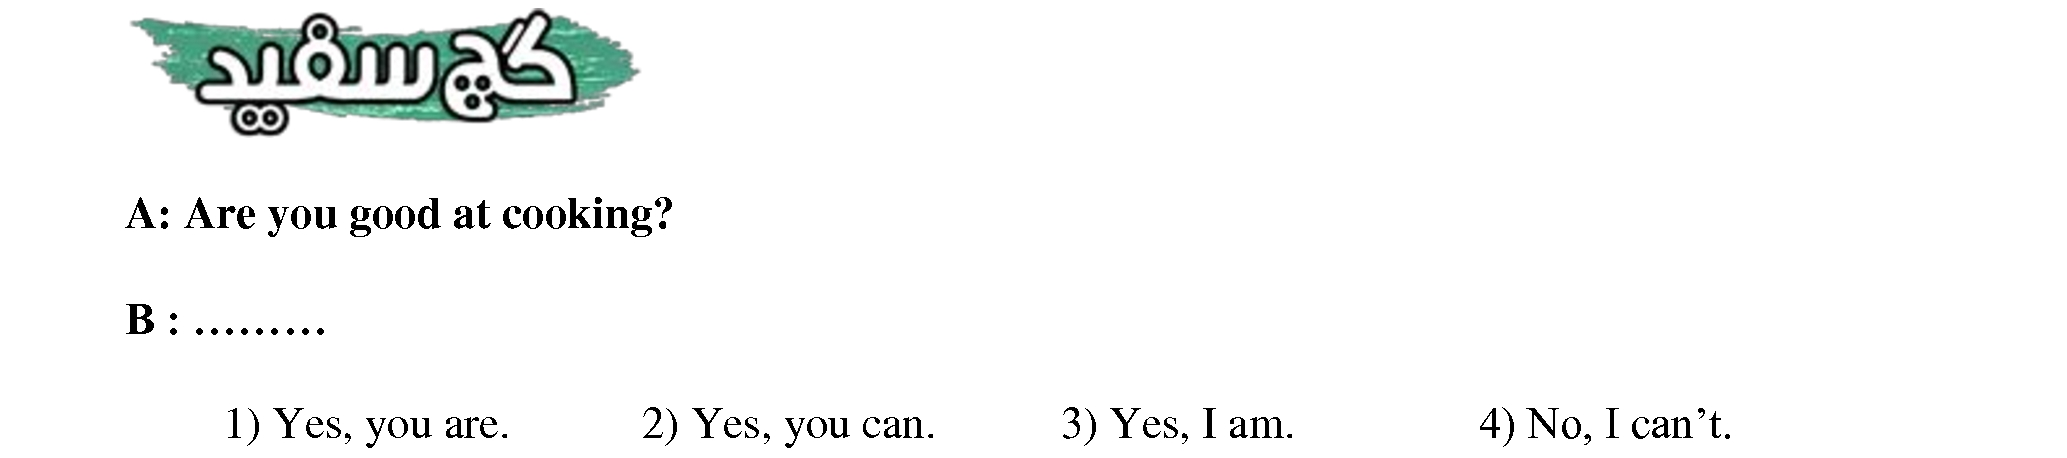 گچ سفید
A: Are you good at cooking?
B : ………
1) Yes, you are. 2) Yes, you can. 3) Yes, I am. 4) No, I can’t.